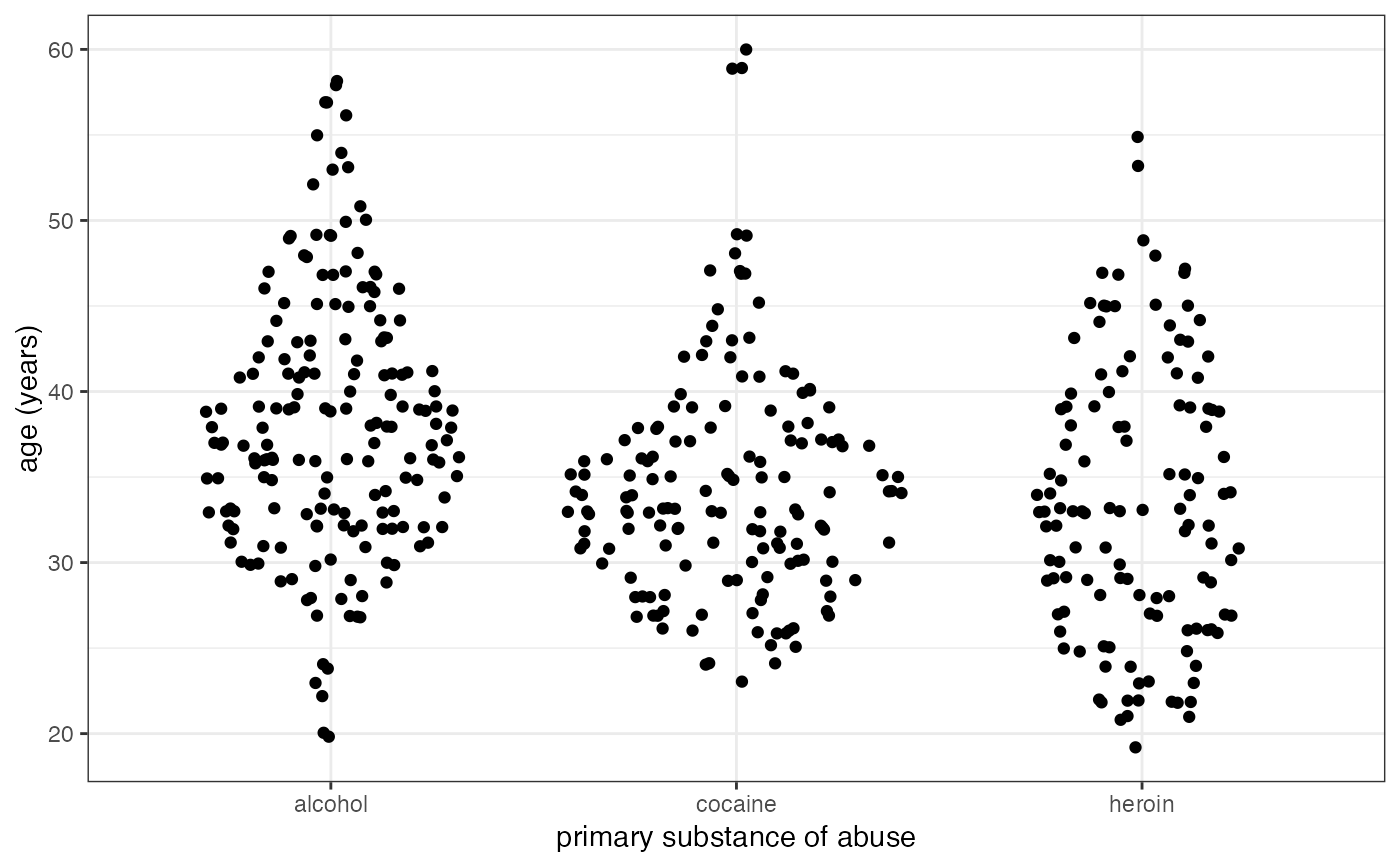 age (years)
60
50
40
30
20
alcohol
cocaine
heroin
primary substance of abuse